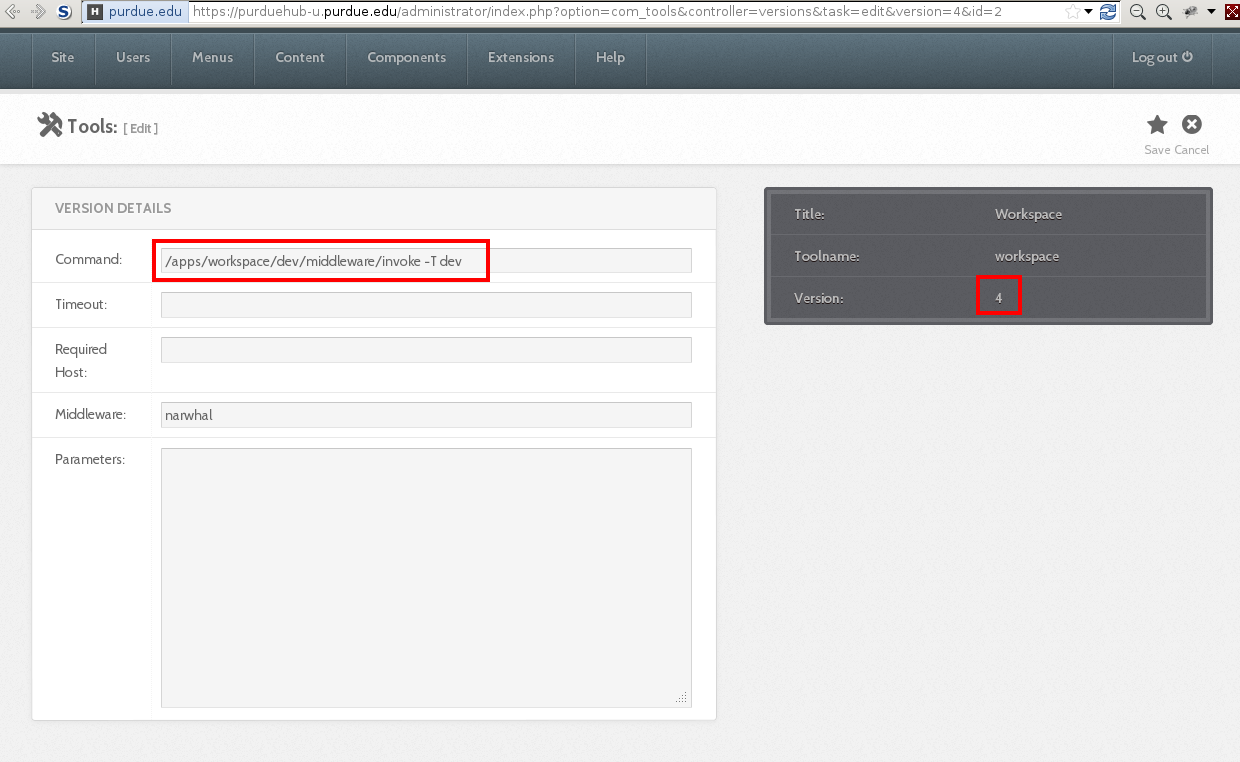 H purdue.edu https://purduehub-u.purdue.edu/administrator/index.php?option=com_tools&controller=versions&task=edit&version=4&id=2
Site Users Menus Content Components Extensions Help Log out
Tools: [ Edit ]
Save Cancel
VERSION DETAILS
Command: /apps/workspace/dev/middleware/invoke -T dev
Timeout:
Required
Host:
Middleware: narwhal
Parameters:
Title: Workspace
Toolname: workspace
Version: 4